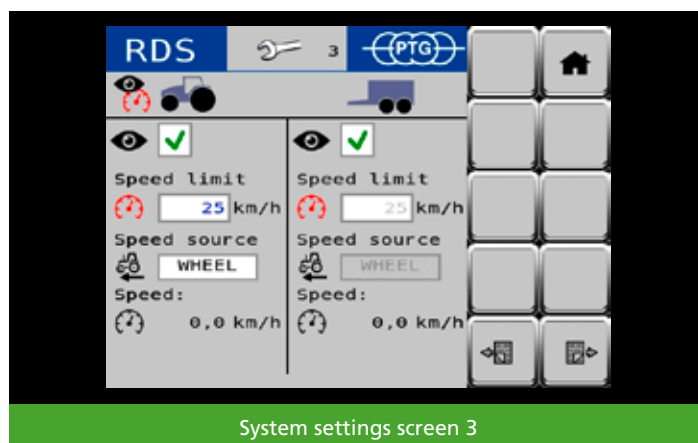 RDS 3 PTG
Speed limit Speed limit
25 km/h 25 km/h
Speed source Speed source
WHEEL WHEEL
Speed: Speed:
0,0 km/h 0,0 km/h
System settings screen 3